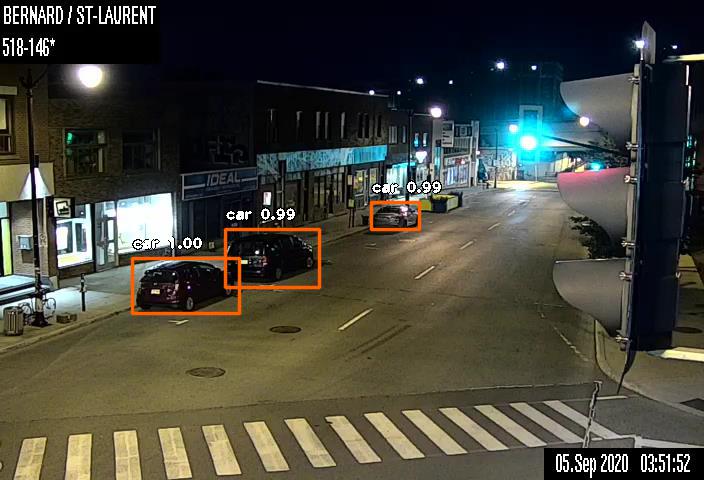 BERNARD / ST-LAURENT
518-146*
IDEAL
car 0.99
car 0.99
car 1.00
05.Sep 2020 03:51:52